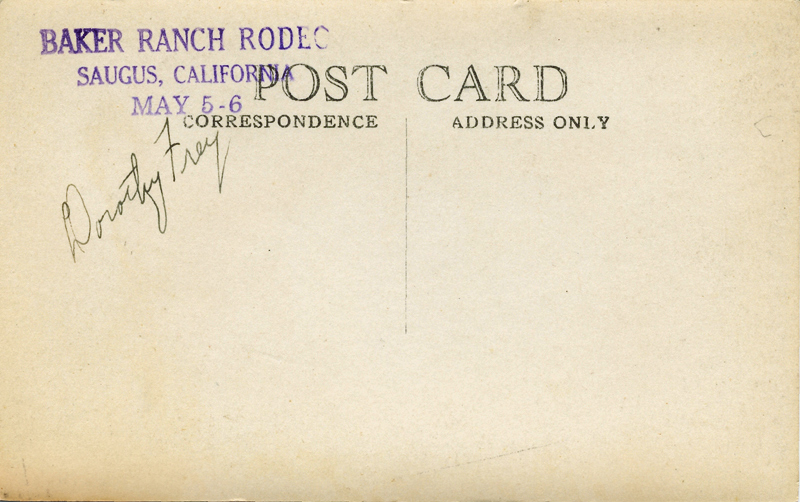 BAKER RANCH RODEO
SAUGUS, CALIFORNIA
MAY 5-6
POST CARD
CORRESPONDENCE
ADDRESS ONLY
Dorothy Frey